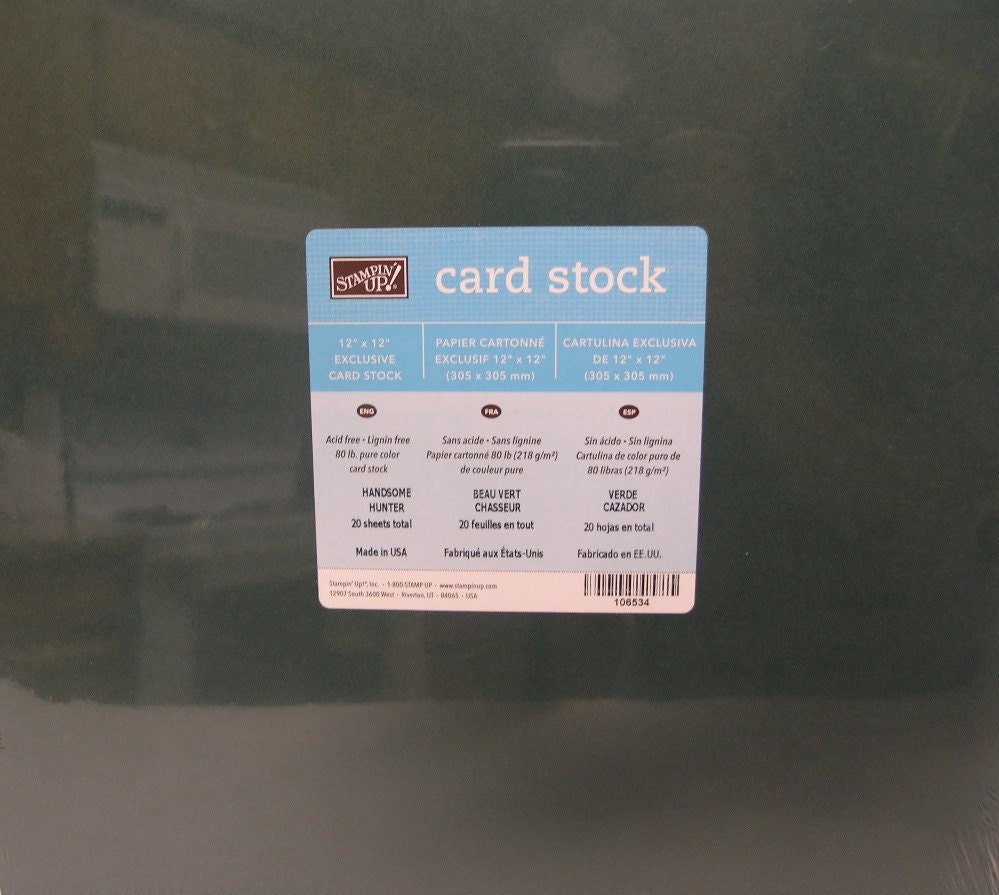 STAMPIN' UP!®
card stock
12" x 12"
EXCLUSIVE
CARD STOCK
PAPIER CARTONNÉ
EXCLUSIF 12" x 12"
(305 x 305 mm)
CARTULINA EXCLUSIVA
DE 12" x 12"
(305 x 305 mm)
ENG
Acid free • Lignin free
80 lb. pure color
card stock
HANDSOME
HUNTER
20 sheets total
Made in USA
FRA
Sans acide • Sans lignine
Papier cartonné 80 lb (218 g/m²)
de couleur pure
BEAU VERT
CHASSEUR
20 feuilles en tout
Fabriqué aux États-Unis
ESP
Sin ácido • Sin lignina
Cartulina de color puro de
80 libras (218 g/m²)
VERDE
CAZADOR
20 hojas en total
Fabricado en EE.UU.
Stampin' Up!®, Inc. • 1-800-STAMP UP • www.stampinup.com
12907 South 3600 West • Riverton, UT • 84065 • USA
106534